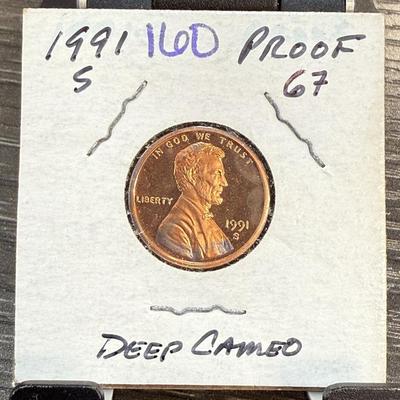 1991 160 PROOF
S 67
IN GOD WE TRUST
LIBERTY
1991
S
DEEP CAMEO